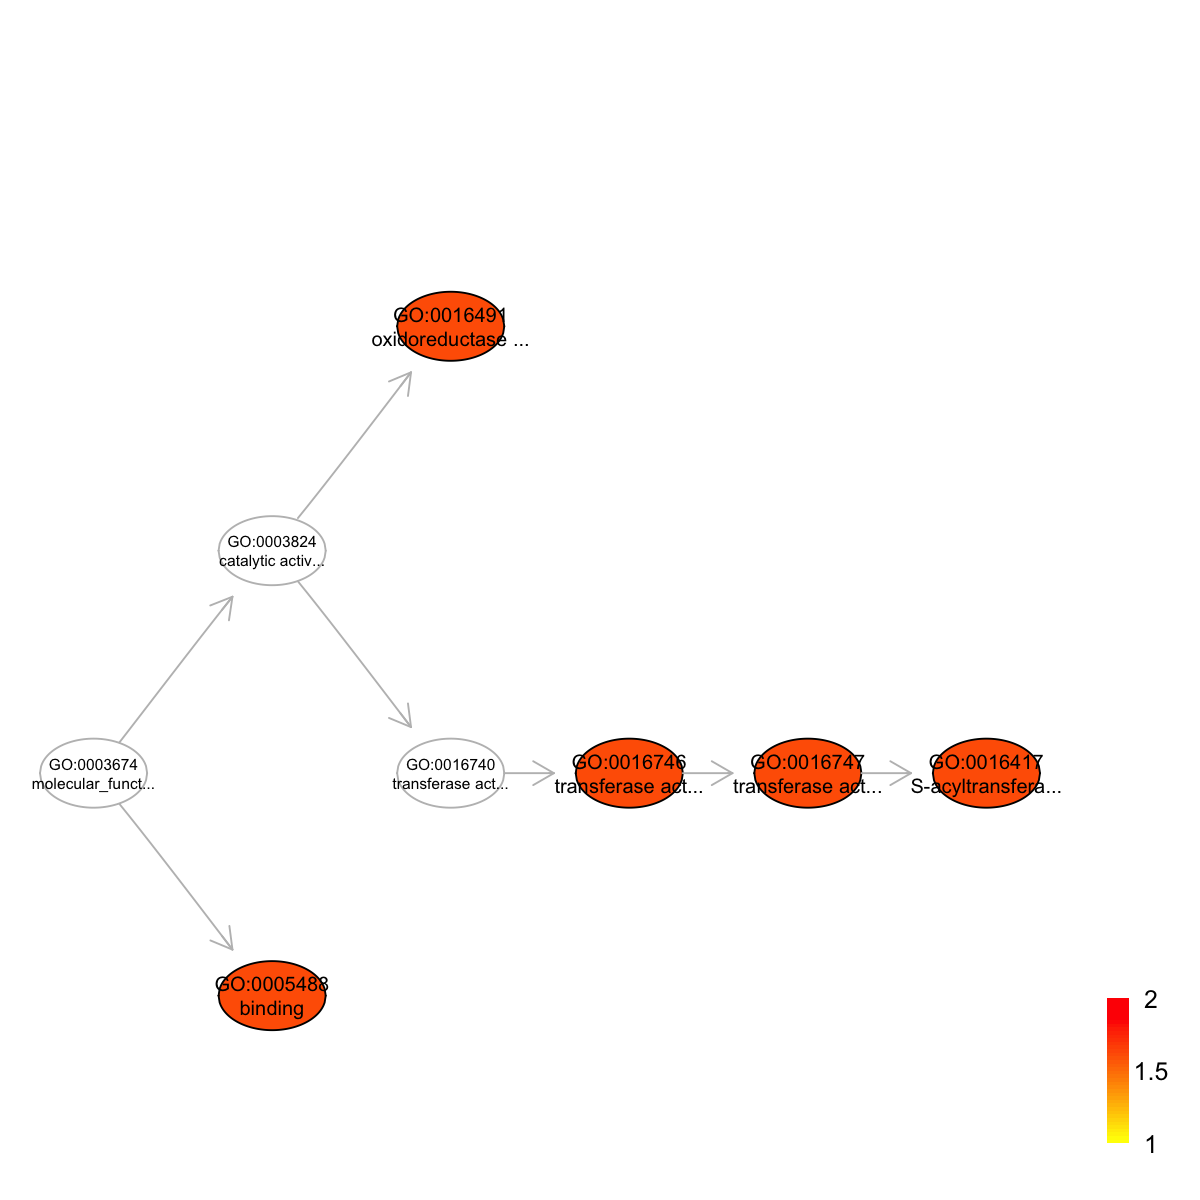 GO:0016491
oxidoreductase ...
GO:0003824
catalytic activ...
GO:0003674
molecular_funct...
GO:0016740
transferase act...
GO:0016746
transferase act...
GO:0016747
transferase act...
GO:0016417
S-acyltransfera...
GO:0005488
binding
2
1.5
1